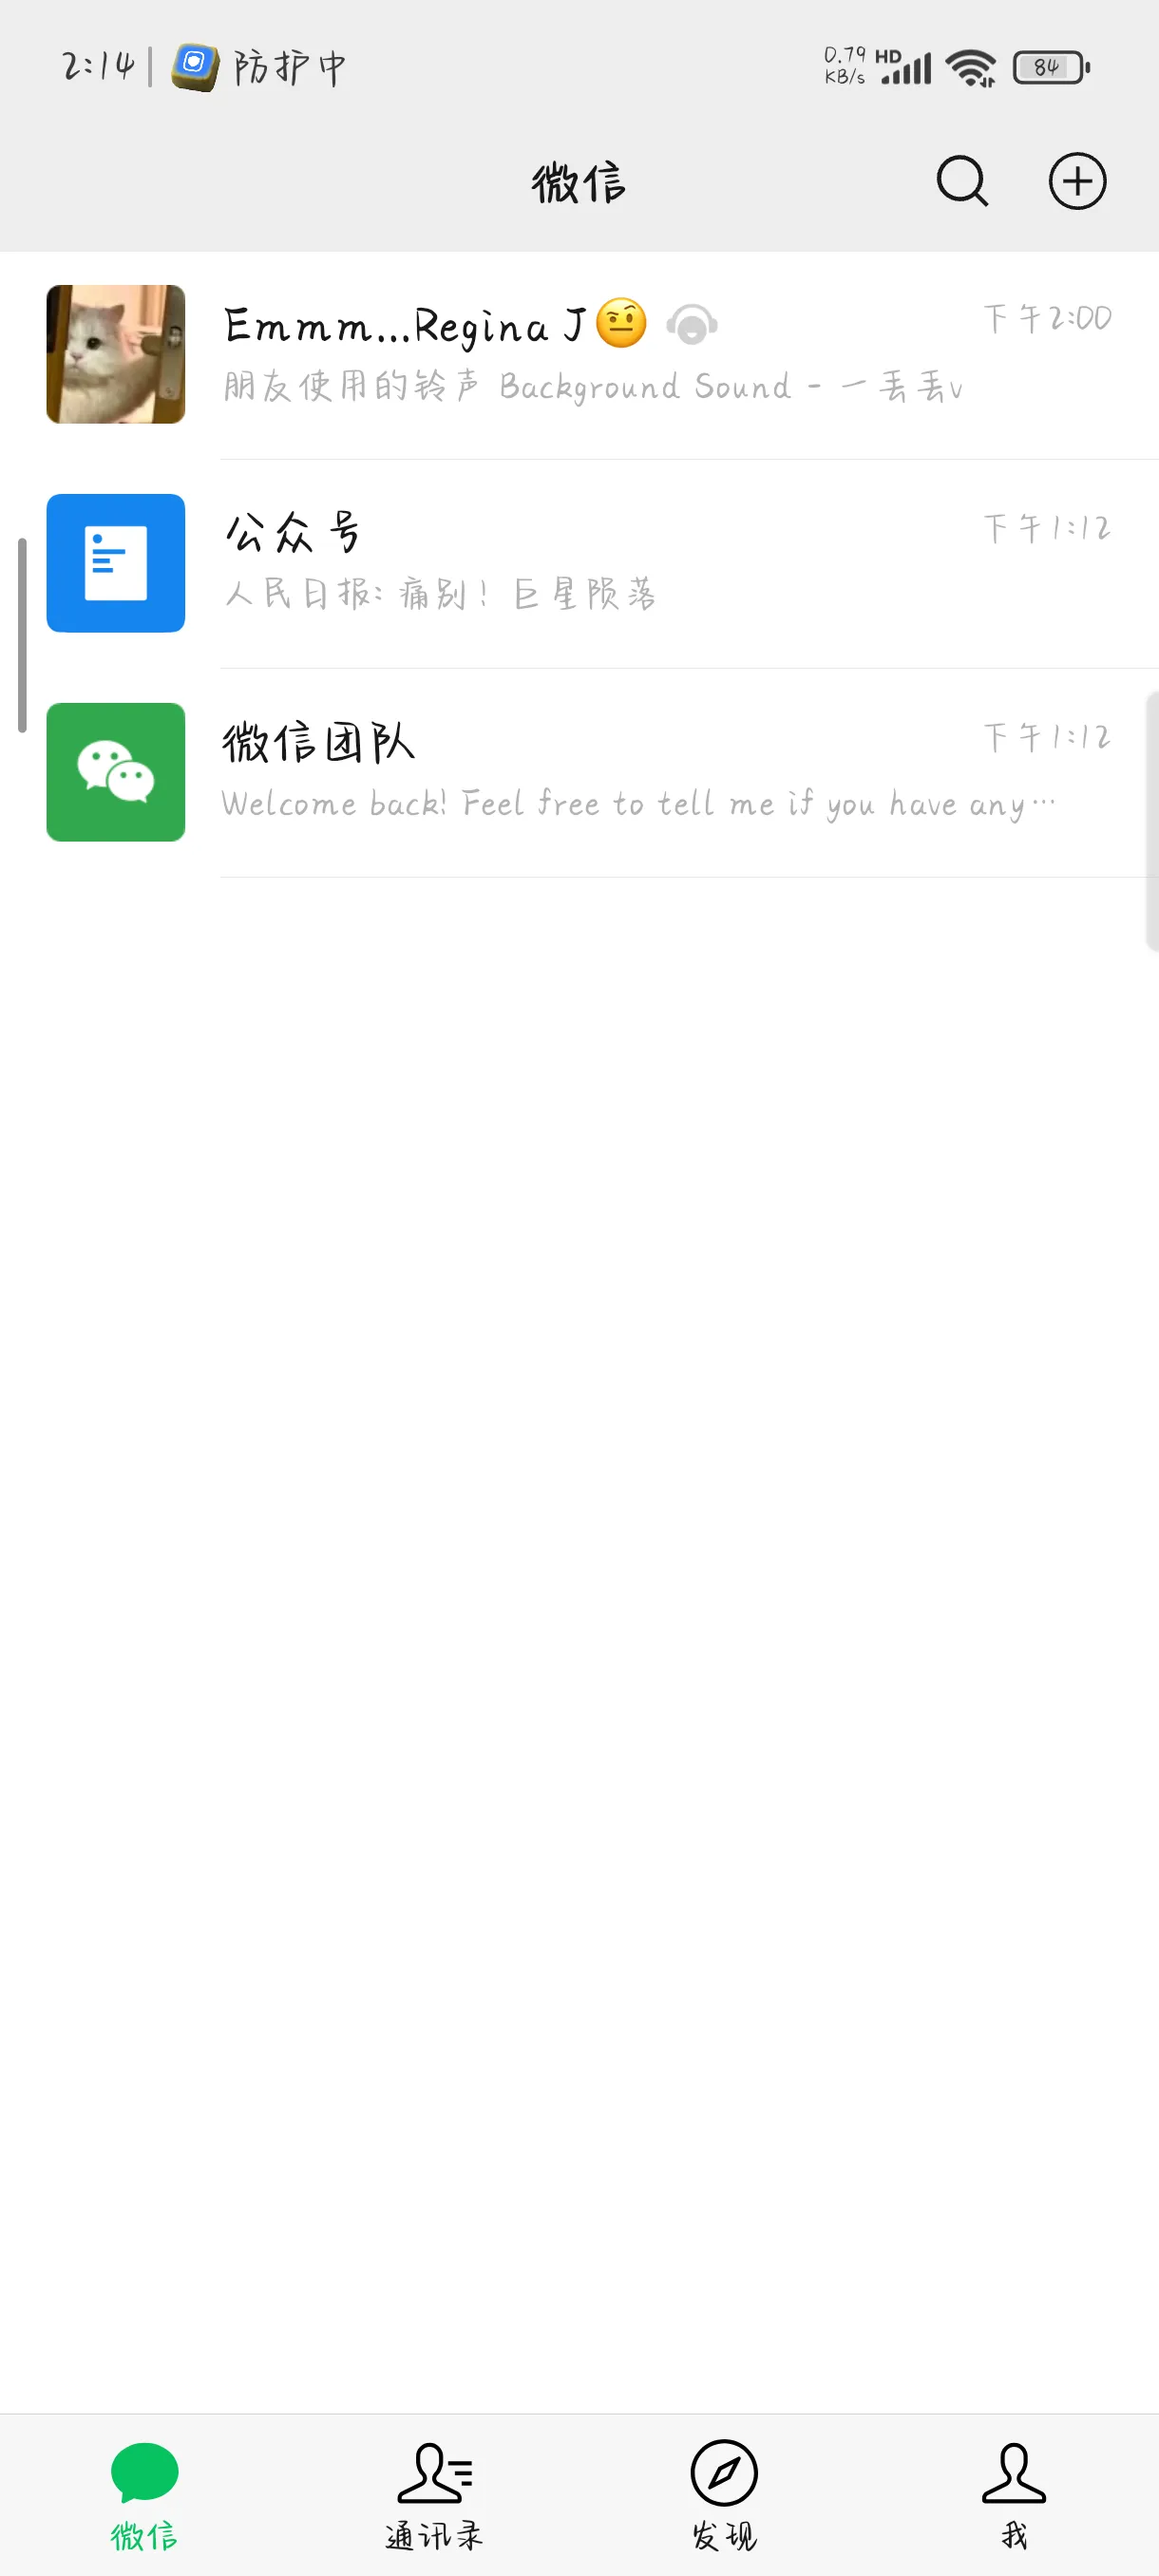 2:14 防护中 0.79 KB/s HD 84
微信
Emmm...Regina J🤨 下午2:00
朋友使用的铃声 Background Sound - 一丢丢v
公众号 下午1:12
人民日报: 痛别！巨星陨落
微信团队 下午1:12
Welcome back! Feel free to tell me if you have any…
微信 通讯录 发现 我